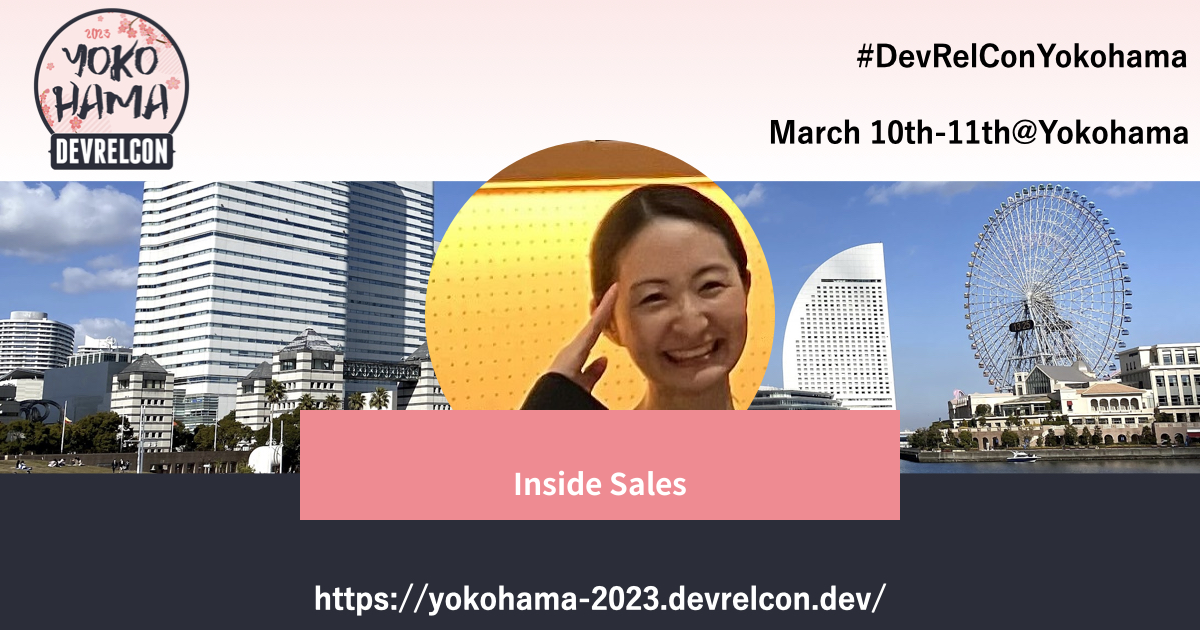 2023
YOKO
HAMA
DEVRELCON
#DevRelConYokohama
March 10th-11th@Yokohama
Inside Sales
https://yokohama-2023.devrelcon.dev/